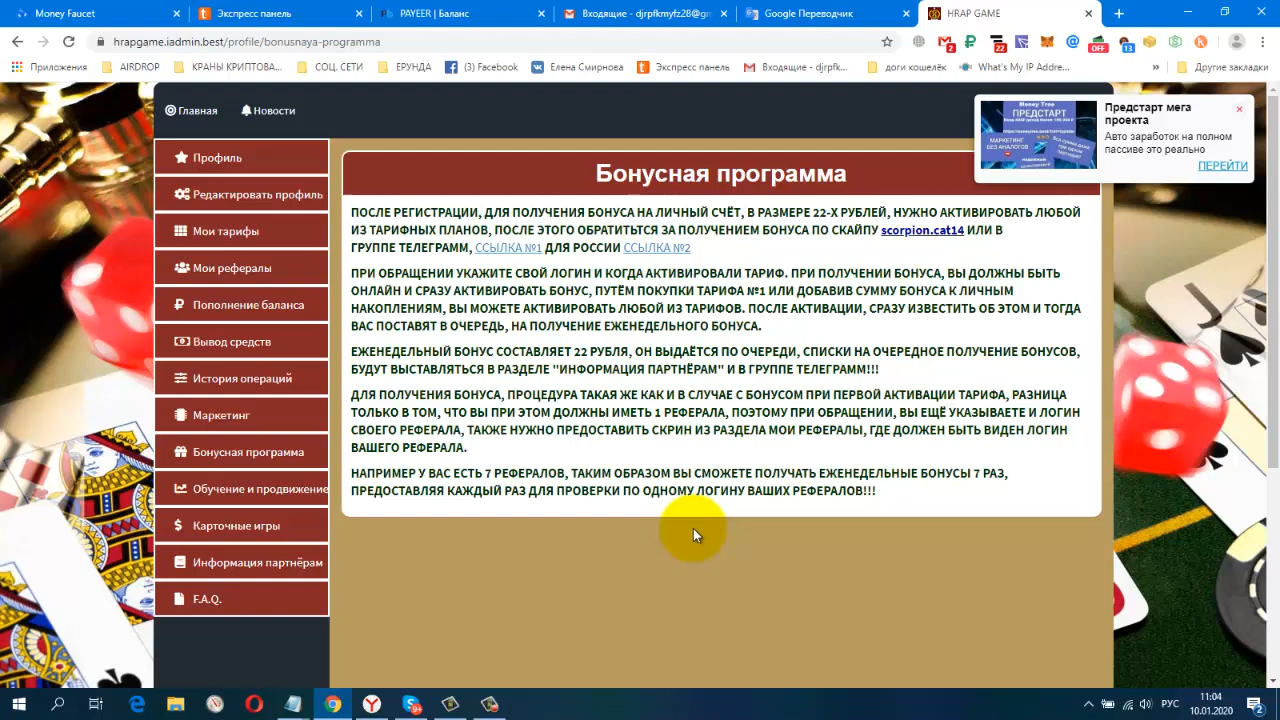 Money Faucet
Экспресс панель
PAYEER | Баланс
Входящие - djrpfkmyfz28@gm
Google Переводчик
HRAP GAME
hrapgame.iadmin.best/profile/bonusnaya-programma
2
22
OFF
13
Приложения
AIRDROP
КРАНЫ КРИПТОВА...
СОЦ. СЕТИ
ЕРУНДА
(3) Facebook
Елена Смирнова
Экспресс панель
Входящие - djrpfk...
доги кошелёк
What's My IP Addre...
»
Другие закладки
Главная
Новости
Money Tree
ПРЕДСТАРТ
МАРКЕТИНГ
БЕЗ АНАЛОГОВ
Предстарт мега
проекта
Авто заработок на полном
пассиве это реально
ПЕРЕЙТИ
Профиль
Редактировать профиль
Мои тарифы
Мои рефералы
Пополнение баланса
Вывод средств
История операций
Маркетинг
Бонусная программа
Обучение и продвижение
Карточные игры
Информация партнёрам
F.A.Q.
Бонусная программа
ПОСЛЕ РЕГИСТРАЦИИ, ДЛЯ ПОЛУЧЕНИЯ БОНУСА НА ЛИЧНЫЙ СЧЁТ, В РАЗМЕРЕ 22-Х РУБЛЕЙ, НУЖНО АКТИВИРОВАТЬ ЛЮБОЙ
ИЗ ТАРИФНЫХ ПЛАНОВ, ПОСЛЕ ЭТОГО ОБРАТИТЬТСЯ ЗА ПОЛУЧЕНИЕМ БОНУСА ПО СКАЙПУ scorpion.cat14 ИЛИ В
ГРУППЕ ТЕЛЕГРАММ, ССЫЛКА №1 ДЛЯ РОССИИ ССЫЛКА №2
ПРИ ОБРАЩЕНИИ УКАЖИТЕ СВОЙ ЛОГИН И КОГДА АКТИВИРОВАЛИ ТАРИФ. ПРИ ПОЛУЧЕНИИ БОНУСА, ВЫ ДОЛЖНЫ БЫТЬ
ОНЛАЙН И СРАЗУ АКТИВИРОВАТЬ БОНУС, ПУТЁМ ПОКУПКИ ТАРИФА №1 ИЛИ ДОБАВИВ СУММУ БОНУСА К ЛИЧНЫМ
НАКОПЛЕНИЯМ, ВЫ МОЖЕТЕ АКТИВИРОВАТЬ ЛЮБОЙ ИЗ ТАРИФОВ. ПОСЛЕ АКТИВАЦИИ, СРАЗУ ИЗВЕСТИТЬ ОБ ЭТОМ И ТОГДА
ВАС ПОСТАВЯТ В ОЧЕРЕДЬ, НА ПОЛУЧЕНИЕ ЕЖЕНЕДЕЛЬНОГО БОНУСА.
ЕЖЕНЕДЕЛЬНЫЙ БОНУС СОСТАВЛЯЕТ 22 РУБЛЯ, ОН ВЫДАЁТСЯ ПО ОЧЕРЕДИ, СПИСКИ НА ОЧЕРЕДНОЕ ПОЛУЧЕНИЕ БОНУСОВ,
БУДУТ ВЫСТАВЛЯТЬСЯ В РАЗДЕЛЕ "ИНФОРМАЦИЯ ПАРТНЁРАМ" И В ГРУППЕ ТЕЛЕГРАММ!!!
ДЛЯ ПОЛУЧЕНИЯ БОНУСА, ПРОЦЕДУРА ТАКАЯ ЖЕ КАК И В СЛУЧАЕ С БОНУСОМ ПРИ ПЕРВОЙ АКТИВАЦИИ ТАРИФА, РАЗНИЦА
ТОЛЬКО В ТОМ, ЧТО ВЫ ПРИ ЭТОМ ДОЛЖНЫ ИМЕТЬ 1 РЕФЕРАЛА, ПОЭТОМУ ПРИ ОБРАЩЕНИИ, ВЫ ЕЩЁ УКАЗЫВАЕТЕ И ЛОГИН
СВОЕГО РЕФЕРАЛА, ТАКЖЕ НУЖНО ПРЕДОСТАВИТЬ СКРИН ИЗ РАЗДЕЛА МОИ РЕФЕРАЛЫ, ГДЕ ДОЛЖЕН БЫТЬ ВИДЕН ЛОГИН
ВАШЕГО РЕФЕРАЛА.
НАПРИМЕР У ВАС ЕСТЬ 7 РЕФЕРАЛОВ, ТАКИМ ОБРАЗОМ ВЫ СМОЖЕТЕ ПОЛУЧАТЬ ЕЖЕНЕДЕЛЬНЫЕ БОНУСЫ 7 РАЗ,
ПРЕДОСТАВЛЯЯ КАЖДЫЙ РАЗ ДЛЯ ПРОВЕРКИ ПО ОДНОМУ ЛОГИНУ ВАШИХ РЕФЕРАЛОВ!!!
РУС
11:04
10.01.2020
2